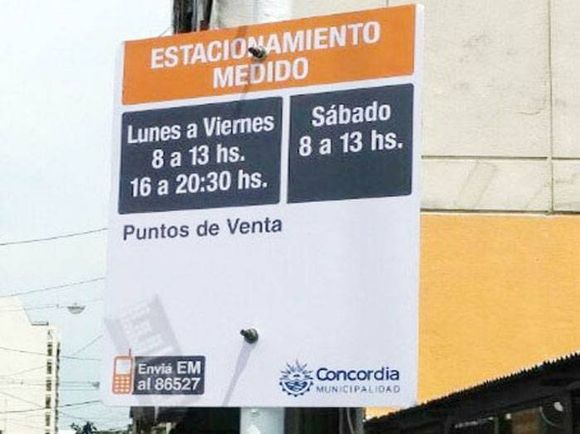 ESTACIONAMIENTO
MEDIDO
Lunes a Viernes
8 a 13 hs.
16 a 20:30 hs.
Sábado
8 a 13 hs.
Puntos de Venta
Enviá EM
al 86527
Concordia
MUNICIPALIDAD